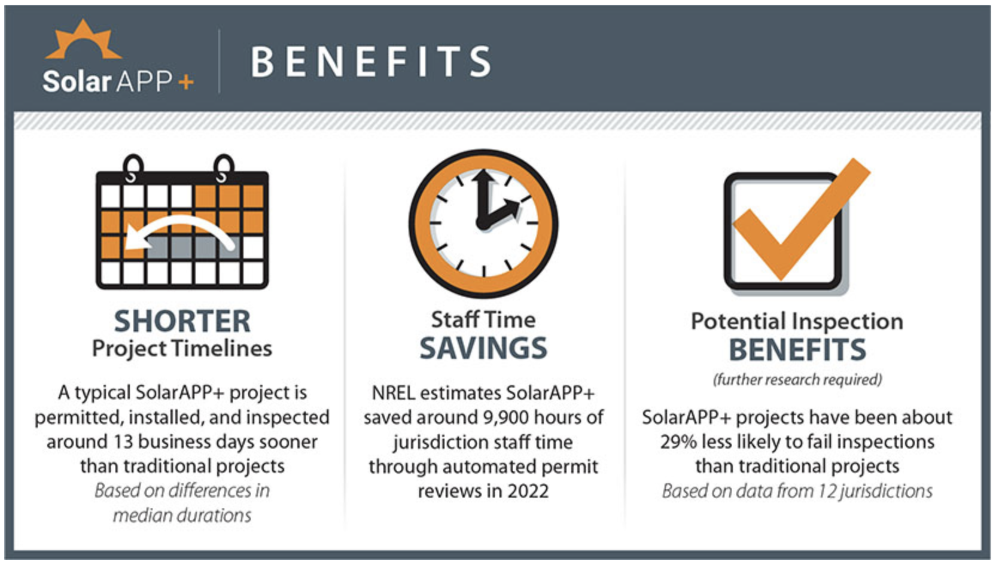 SolarAPP+
BENEFITS
SHORTER
Project Timelines
A typical SolarAPP+ project is
permitted, installed, and inspected
around 13 business days sooner
than traditional projects
Based on differences in
median durations
Staff Time
SAVINGS
NREL estimates SolarAPP+
saved around 9,900 hours of
jurisdiction staff time
through automated permit
reviews in 2022
Potential Inspection
BENEFITS
(further research required)
SolarAPP+ projects have been about
29% less likely to fail inspections
than traditional projects
Based on data from 12 jurisdictions